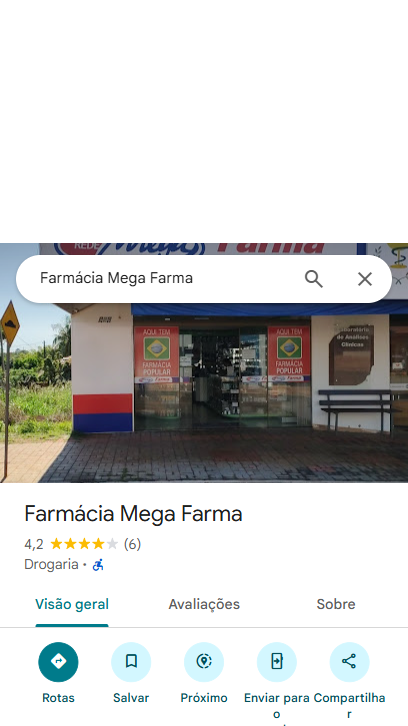 REDE Mega Farma
Farmácia Mega Farma
AQUI TEM
FARMÁCIA
POPULAR
AQUI TEM
FARMÁCIA
POPULAR
Laboratório
de Análises
Clínicas
Farmácia Mega Farma
4,2 (6)
Drogaria ·
Visão geral Avaliações Sobre
Rotas Salvar Próximo Enviar para o Compartilhar